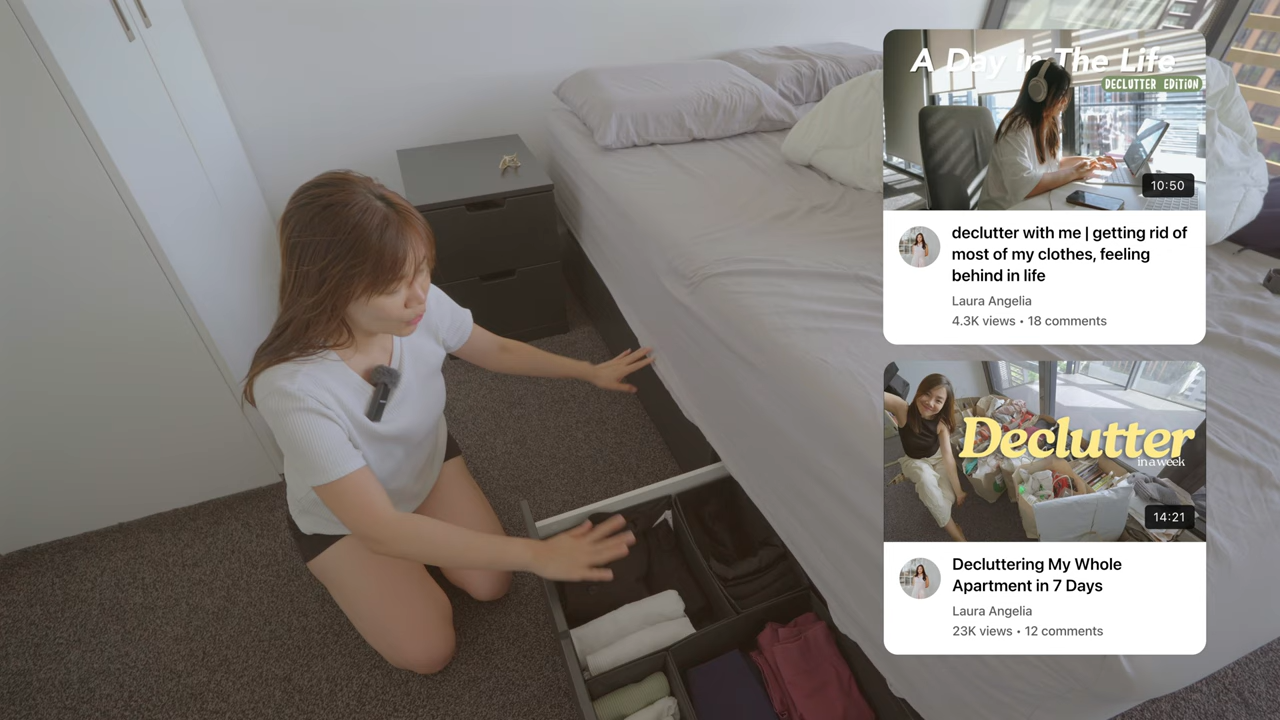 A Day in The Life
DECLUTTER EDITION
10:50
declutter with me | getting rid of
most of my clothes, feeling
behind in life
Laura Angelia
4.3K views • 18 comments
Declutter
in a week
14:21
Decluttering My Whole
Apartment in 7 Days
Laura Angelia
23K views • 12 comments